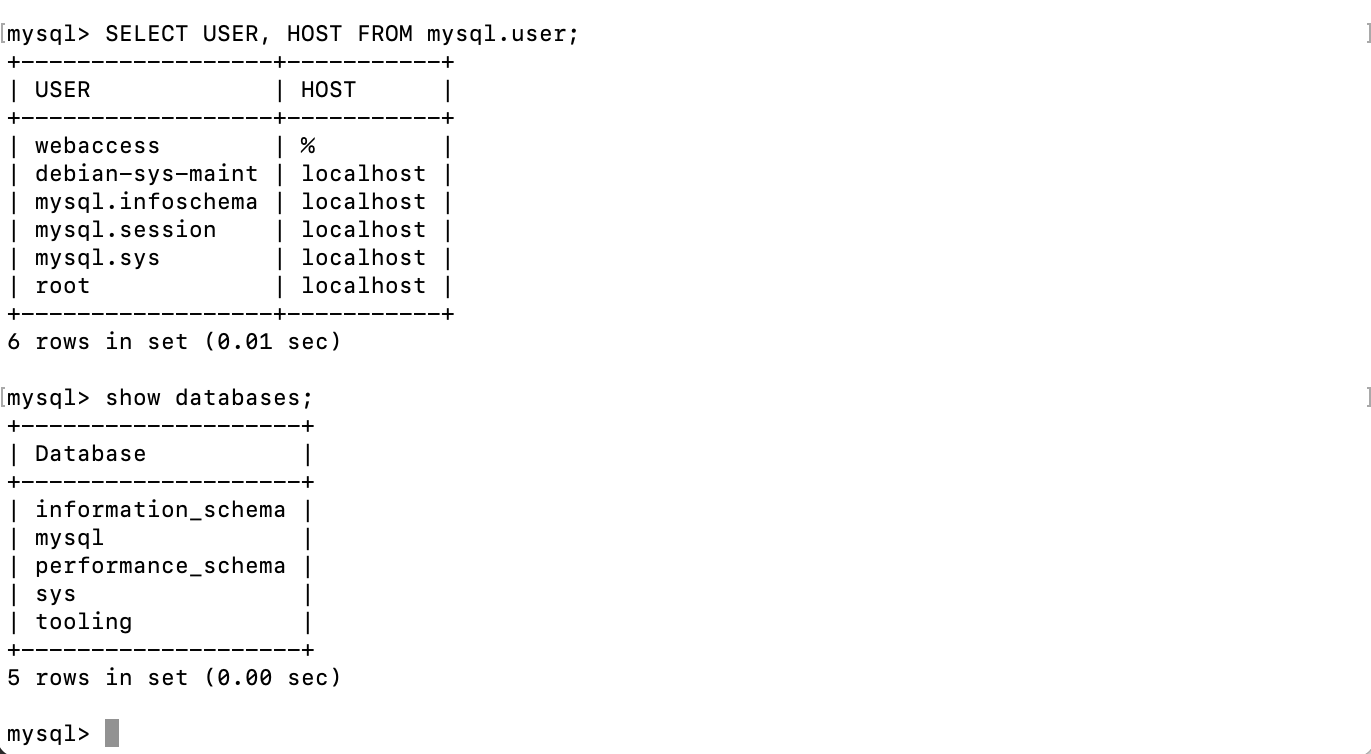 [mysql> SELECT USER, HOST FROM mysql.user; ]
+------------------+-----------+
| USER             | HOST      |
+------------------+-----------+
| webaccess        | %         |
| debian-sys-maint | localhost |
| mysql.infoschema | localhost |
| mysql.session    | localhost |
| mysql.sys        | localhost |
| root             | localhost |
+------------------+-----------+
6 rows in set (0.01 sec)
[mysql> show databases; ]
+--------------------+
| Database           |
+--------------------+
| information_schema |
| mysql              |
| performance_schema |
| sys                |
| tooling            |
+--------------------+
5 rows in set (0.00 sec)
mysql>